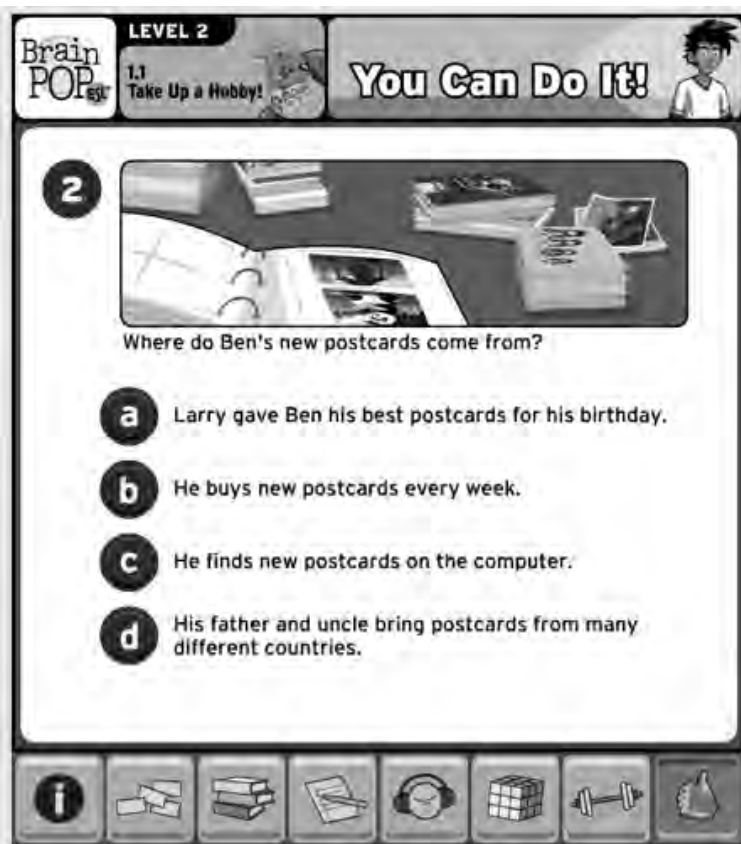 Brain
POP ESL
LEVEL 2
1.1
Take Up a Hobby!
You Can Do It!
2
Where do Ben's new postcards come from?
a Larry gave Ben his best postcards for his birthday.
b He buys new postcards every week.
c He finds new postcards on the computer.
d His father and uncle bring postcards from many
different countries.
i